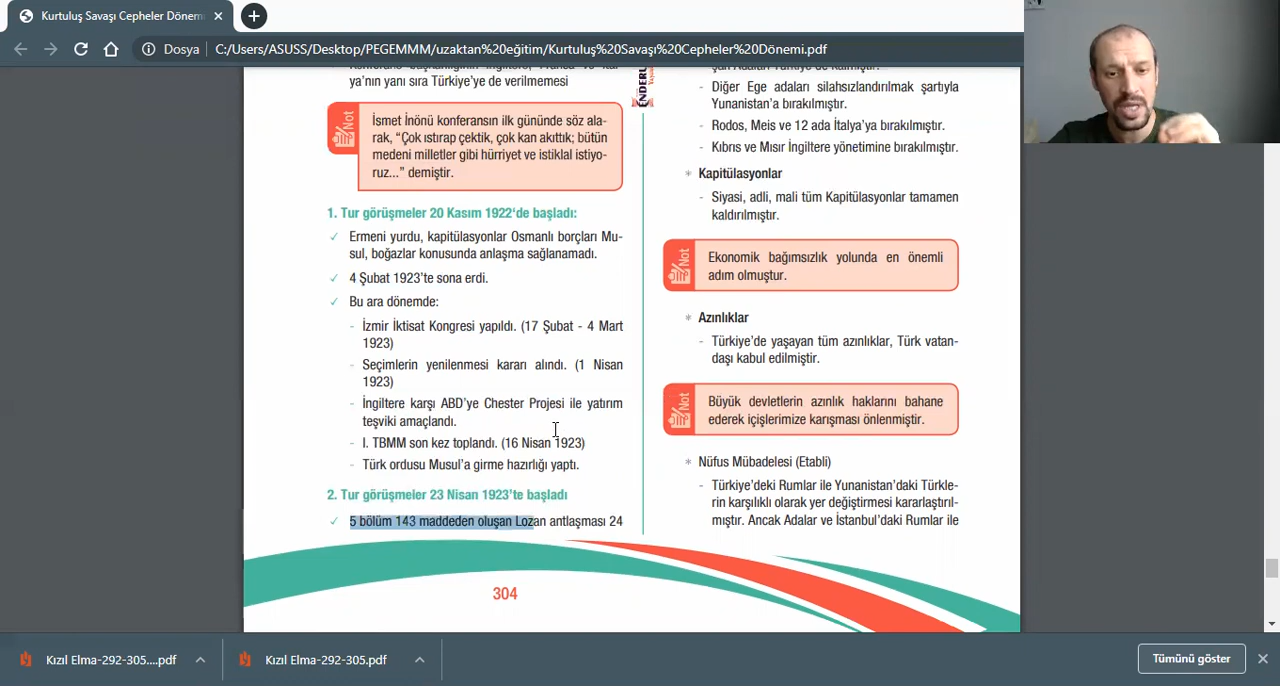 Kurtuluş Savaşı Cepheler Dönem
Dosya
C:/Users/ASUSS/Desktop/PEGEMMM/uzaktan%20eğitim/Kurtuluş%20Savaşı%20Cepheler%20Dönemi.pdf
ya’nın yanı sıra Türkiye’ye de verilmemesi
Not
İsmet İnönü konferansın ilk gününde söz ala-
rak, “Çok ıstırap çektik, çok kan akıttık; bütün
medeni milletler gibi hürriyet ve istiklal istiyo-
ruz...” demiştir.
1. Tur görüşmeler 20 Kasım 1922‘de başladı:
✓ Ermeni yurdu, kapitülasyonlar Osmanlı borçları Mu-
sul, boğazlar konusunda anlaşma sağlanamadı.
✓ 4 Şubat 1923’te sona erdi.
✓ Bu ara dönemde:
- İzmir İktisat Kongresi yapıldı. (17 Şubat - 4 Mart
1923)
- Seçimlerin yenilenmesi kararı alındı. (1 Nisan
1923)
- İngiltere karşı ABD’ye Chester Projesi ile yatırım
teşviki amaçlandı.
- I. TBMM son kez toplandı. (16 Nisan 1923)
- Türk ordusu Musul’a girme hazırlığı yaptı.
2. Tur görüşmeler 23 Nisan 1923’te başladı
✓ 5 bölüm 143 maddeden oluşan Lozan antlaşması 24
ENDERUN
- Diğer Ege adaları silahsızlandırılmak şartıyla
Yunanistan’a bırakılmıştır.
- Rodos, Meis ve 12 ada İtalya’ya bırakılmıştır.
- Kıbrıs ve Mısır İngiltere yönetimine bırakılmıştır.
* Kapitülasyonlar
- Siyasi, adli, mali tüm Kapitülasyonlar tamamen
kaldırılmıştır.
Not
Ekonomik bağımsızlık yolunda en önemli
adım olmuştur.
* Azınlıklar
- Türkiye’de yaşayan tüm azınlıklar, Türk vatan-
daşı kabul edilmiştir.
Not
Büyük devletlerin azınlık haklarını bahane
ederek içişlerimize karışması önlenmiştir.
* Nüfus Mübadelesi (Etabli)
- Türkiye’deki Rumlar ile Yunanistan’daki Türkle-
rin karşılıklı olarak yer değiştirmesi kararlaştırıl-
mıştır. Ancak Adalar ve İstanbul’daki Rumlar ile
304
Kızıl Elma-292-305....pdf
Kızıl Elma-292-305.pdf
Tümünü göster